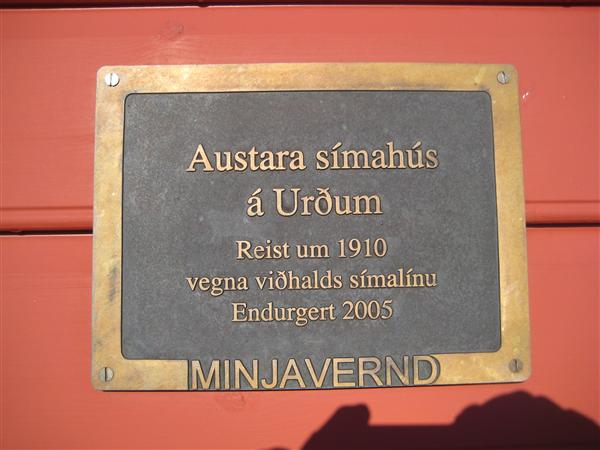 Austara símahús
á Urðum
Reist um 1910
vegna viðhalds símalínu
Endurgert 2005
MINJAVERND